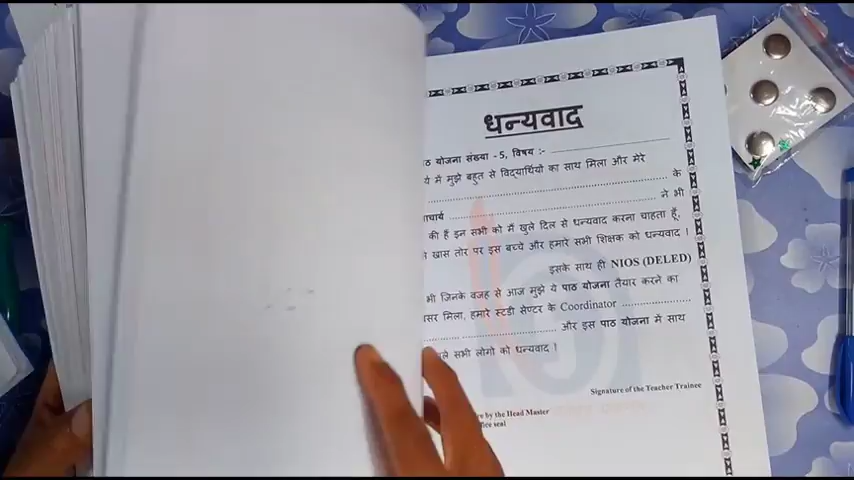 धन्यवाद
पाठ योजना संख्या - 5, विषय :-
ये मैं मुझे बहुत से विद्यार्थियों का साथ मिला और मेरे
के
ने भी
की हैं इन सभी को मैं खुले दिल से धन्यवाद करना चाहता हूँ,
खास तोर पर इस बच्चे और हमारे सभी शिक्षक को धन्यवाद ।
इसके साथ ही NIOS (DELED)
भी जिनके वजह से आज मुझे ये पाठ योजना तैयार करने का
मिला, हमारे स्टडी सेण्टर के Coordinator
और इस पाठ योजना में साथ
सभी लोगों को धन्यवाद !
Signature of the Teacher Trainee
by the Head Master
seal